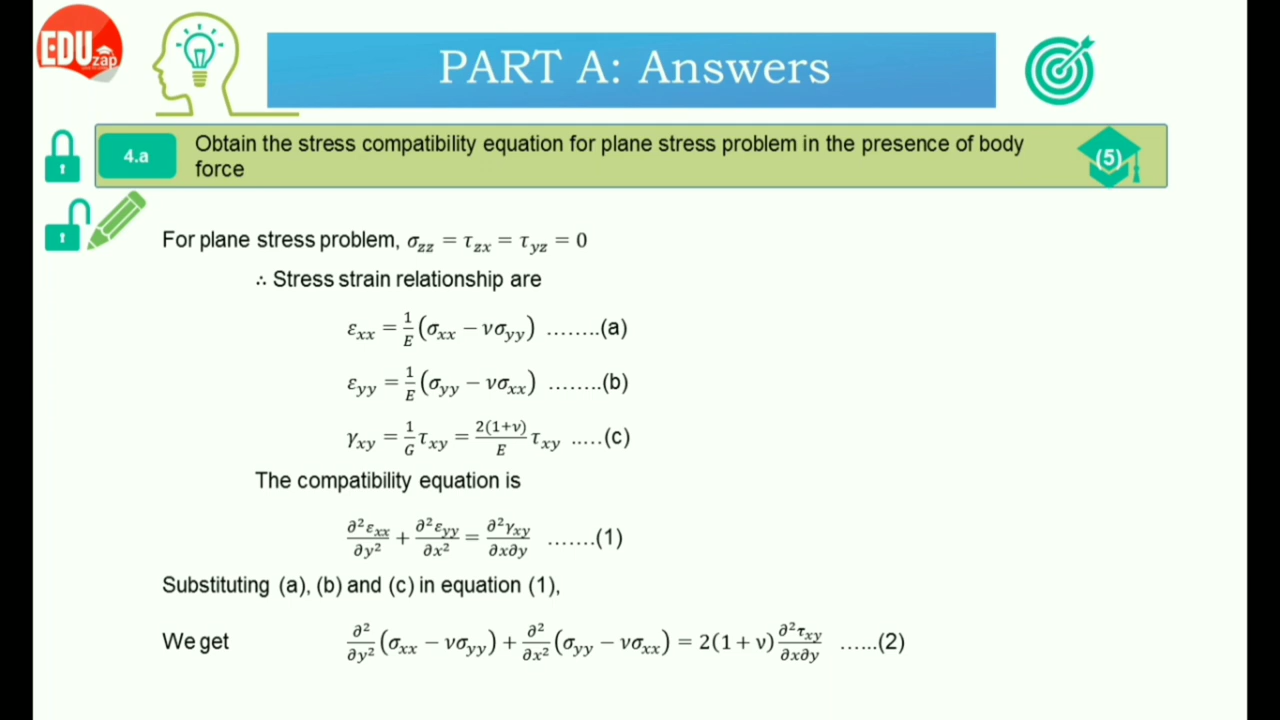 EDUzap
PART A: Answers
4.a
Obtain the stress compatibility equation for plane stress problem in the presence of body
force
(5)
For plane stress problem, σ_zz = τ_zx = τ_yz = 0
∴ Stress strain relationship are
ε_xx = 1/E (σ_xx − νσ_yy) ........(a)
ε_yy = 1/E (σ_yy − νσ_xx) ........(b)
γ_xy = 1/G τ_xy = 2(1+ν)/E τ_xy .....(c)
The compatibility equation is
∂²ε_xx/∂y² + ∂²ε_yy/∂x² = ∂²γ_xy/∂x∂y .......(1)
Substituting (a), (b) and (c) in equation (1),
We get ∂²/∂y² (σ_xx − νσ_yy) + ∂²/∂x² (σ_yy − νσ_xx) = 2(1 + ν) ∂²τ_xy/∂x∂y ......(2)